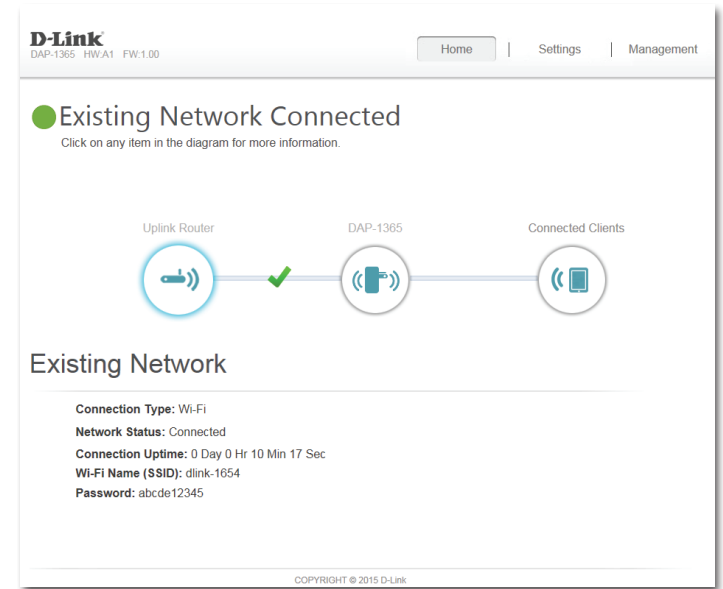 D-Link
DAP-1365 HW:A1 FW:1.00
Home | Settings | Management
Existing Network Connected
Click on any item in the diagram for more information.
Uplink Router DAP-1365 Connected Clients
Existing Network
Connection Type: Wi-Fi
Network Status: Connected
Connection Uptime: 0 Day 0 Hr 10 Min 17 Sec
Wi-Fi Name (SSID): dlink-1654
Password: abcde12345
COPYRIGHT © 2015 D-Link